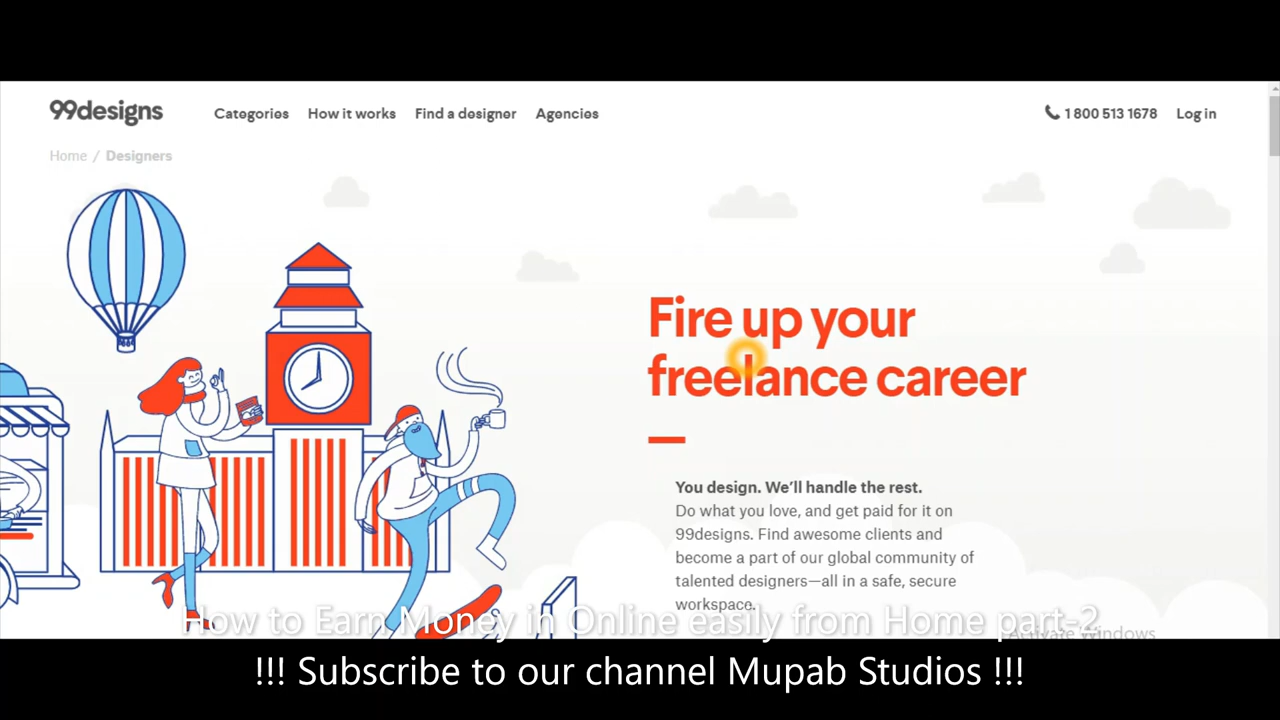 99designs
Categories How it works Find a designer Agencies
1 800 513 1678 Log in
Home / Designers
Fire up your
freelance career
You design. We’ll handle the rest.
Do what you love, and get paid for it on
99designs. Find awesome clients and
become a part of our global community of
talented designers—all in a safe, secure
workspace.
How to Earn Money in Online easily from Home part-2
Activate Windows
!!! Subscribe to our channel Mupab Studios !!!